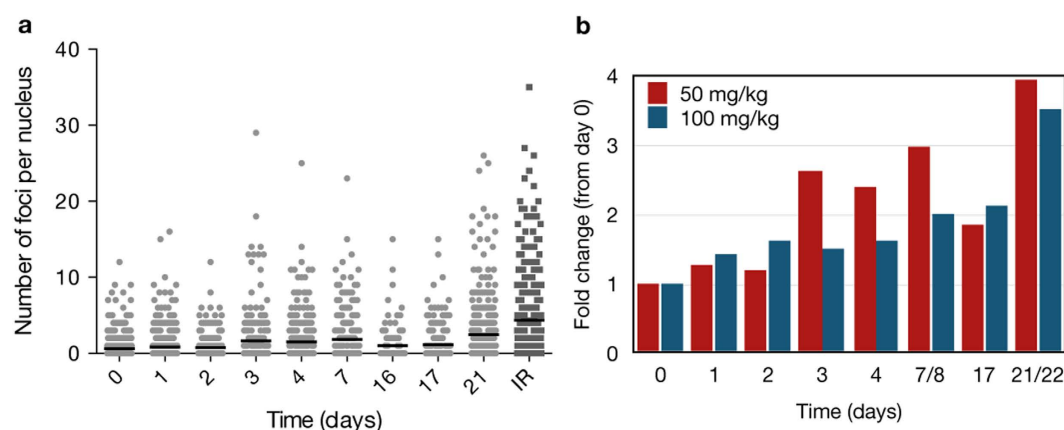 a
Number of foci per nucleus
40
30
20
10
0
0 1 2 3 4 7 16 17 21 IR
Time (days)
b
Fold change (from day 0)
4
3
2
1
0
50 mg/kg
100 mg/kg
0 1 2 3 4 7/8 17 21/22
Time (days)